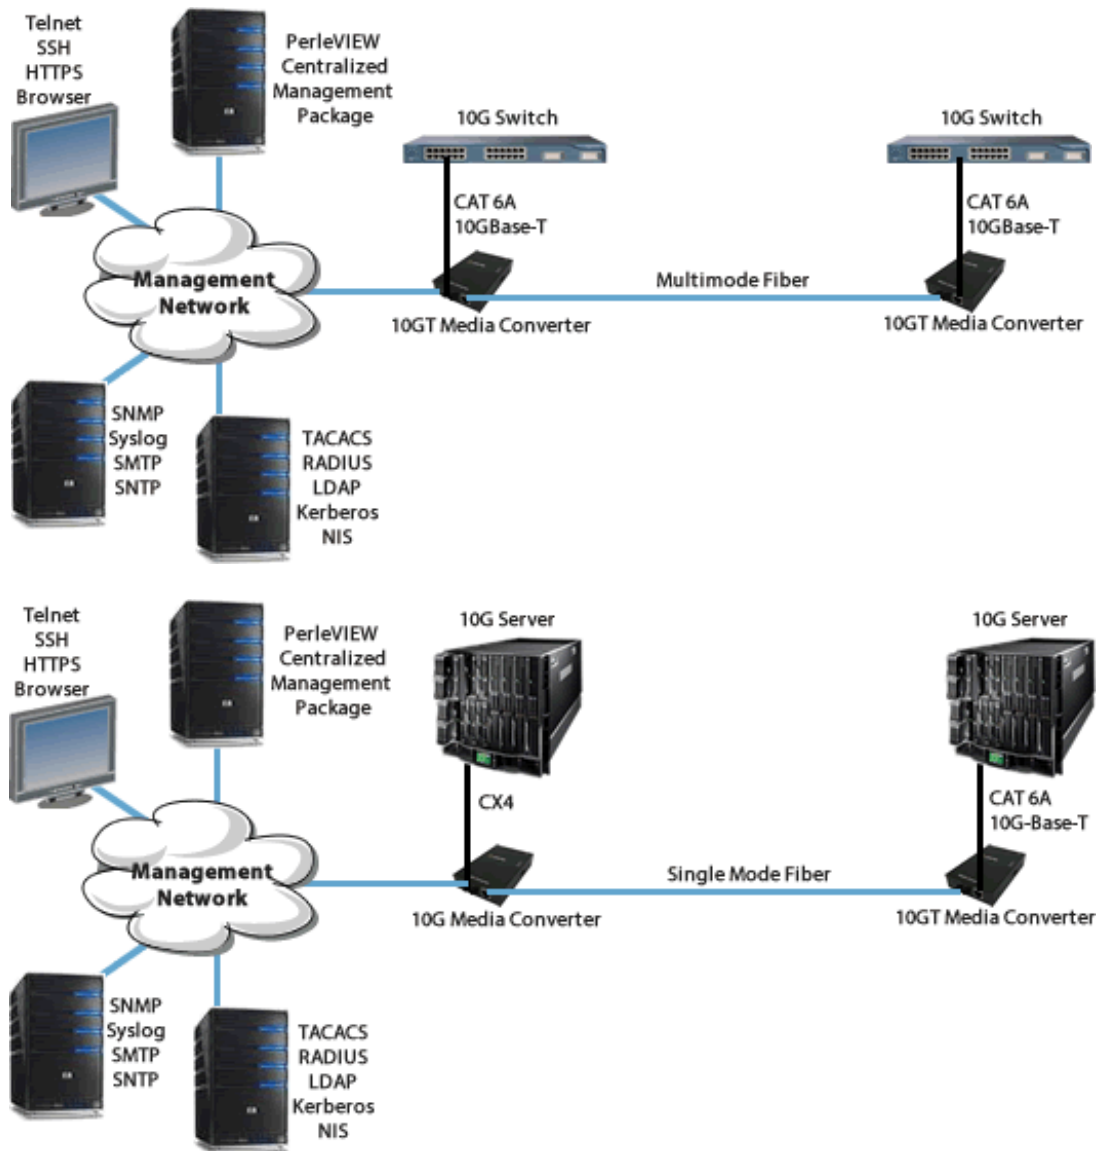 Telnet
SSH
HTTPS
Browser
PerleVIEW
Centralized
Management
Package
10G Switch
10G Switch
CAT 6A
10GBase-T
CAT 6A
10GBase-T
Management
Network
Multimode Fiber
10GT Media Converter
10GT Media Converter
SNMP
Syslog
SMTP
SNTP
TACACS
RADIUS
LDAP
Kerberos
NIS
Telnet
SSH
HTTPS
Browser
PerleVIEW
Centralized
Management
Package
10G Server
10G Server
CX4
CAT 6A
10G-Base-T
Management
Network
Single Mode Fiber
10G Media Converter
10GT Media Converter
SNMP
Syslog
SMTP
SNTP
TACACS
RADIUS
LDAP
Kerberos
NIS